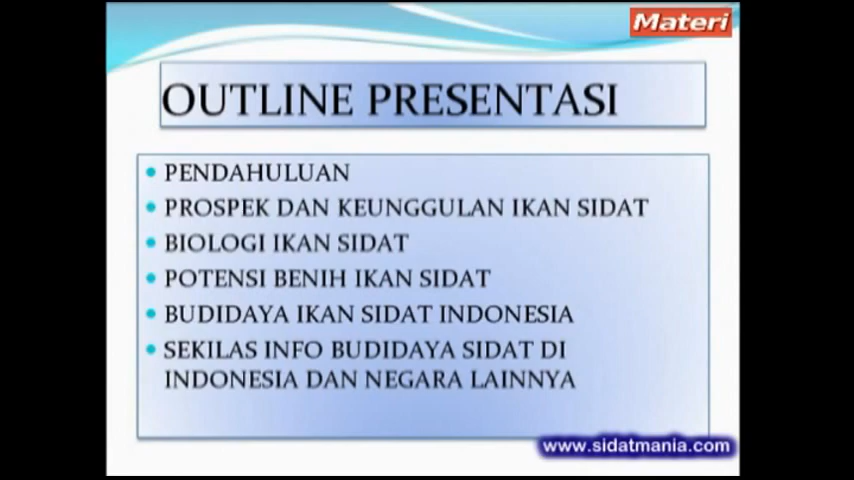 Materi
OUTLINE PRESENTASI
PENDAHULUAN
PROSPEK DAN KEUNGGULAN IKAN SIDAT
BIOLOGI IKAN SIDAT
POTENSI BENIH IKAN SIDAT
BUDIDAYA IKAN SIDAT INDONESIA
SEKILAS INFO BUDIDAYA SIDAT DI
INDONESIA DAN NEGARA LAINNYA
www.sidatmania.com